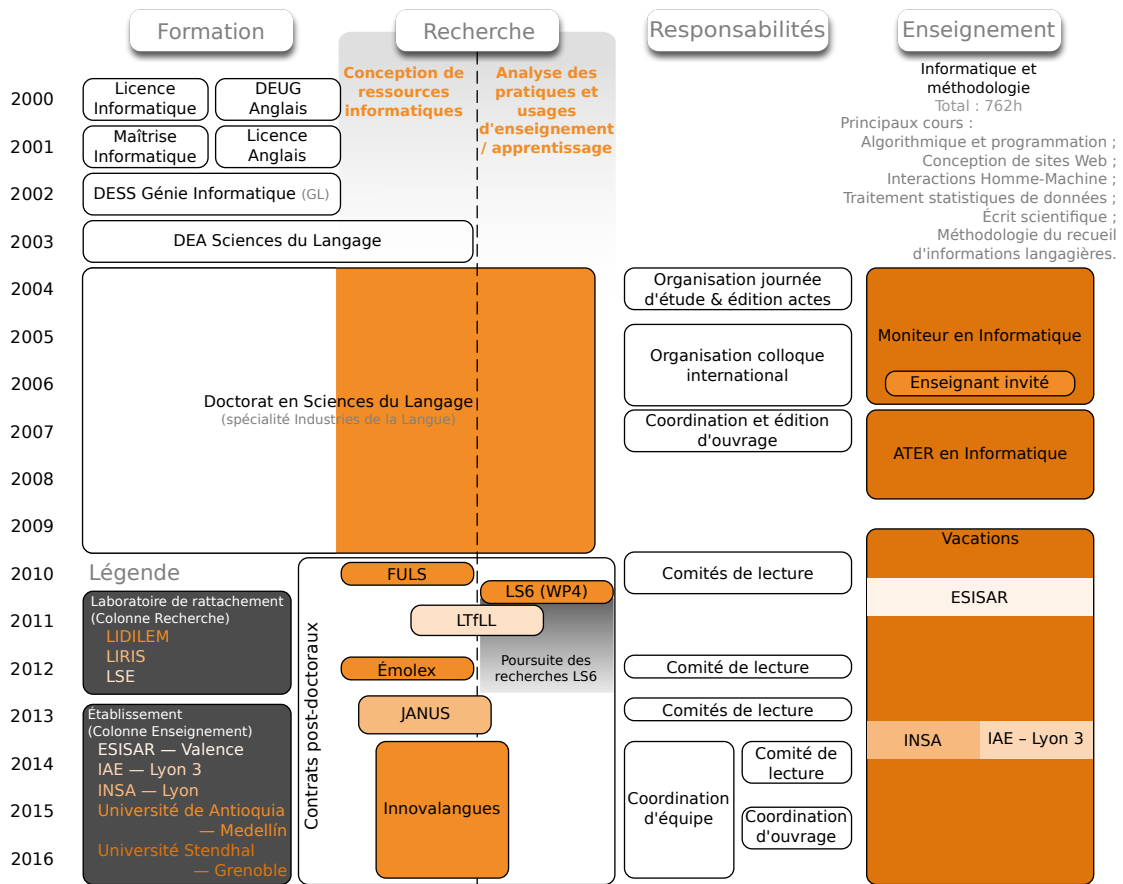 Formation
Recherche
Responsabilités
Enseignement
Conception de
ressources
informatiques
Analyse des
pratiques et
usages
d'enseignement
/ apprentissage
Informatique et
méthodologie
Total : 762h
Principaux cours :
Algorithmique et programmation ;
Conception de sites Web ;
Interactions Homme-Machine ;
Traitement statistiques de données ;
Écrit scientifique ;
Méthodologie du recueil
d'informations langagières.
2000
Licence
Informatique
DEUG
Anglais
2001
Maîtrise
Informatique
Licence
Anglais
2002
DESS Génie Informatique (GL)
2003
DEA Sciences du Langage
2004
Organisation journée
d'étude & édition actes
2005
Organisation colloque
international
Moniteur en Informatique
2006
Enseignant invité
Doctorat en Sciences du Langage
(spécialité Industries de la Langue)
2007
Coordination et édition
d'ouvrage
ATER en Informatique
2008
2009
Vacations
2010
Légende
Contrats post-doctoraux
FULS
LS6 (WP4)
Comités de lecture
ESISAR
Laboratoire de rattachement
(Colonne Recherche)
LIDILEM
LIRIS
LSE
2011
LTfLL
2012
Émolex
Poursuite des
recherches LS6
Comité de lecture
2013
JANUS
Comités de lecture
INSA
IAE – Lyon 3
Établissement
(Colonne Enseignement)
ESISAR — Valence
IAE — Lyon 3
INSA — Lyon
Université de Antioquia
— Medellín
Université Stendhal
— Grenoble
2014
Comité de
lecture
2015
Innovalangues
Coordination
d'équipe
Coordination
d'ouvrage
2016